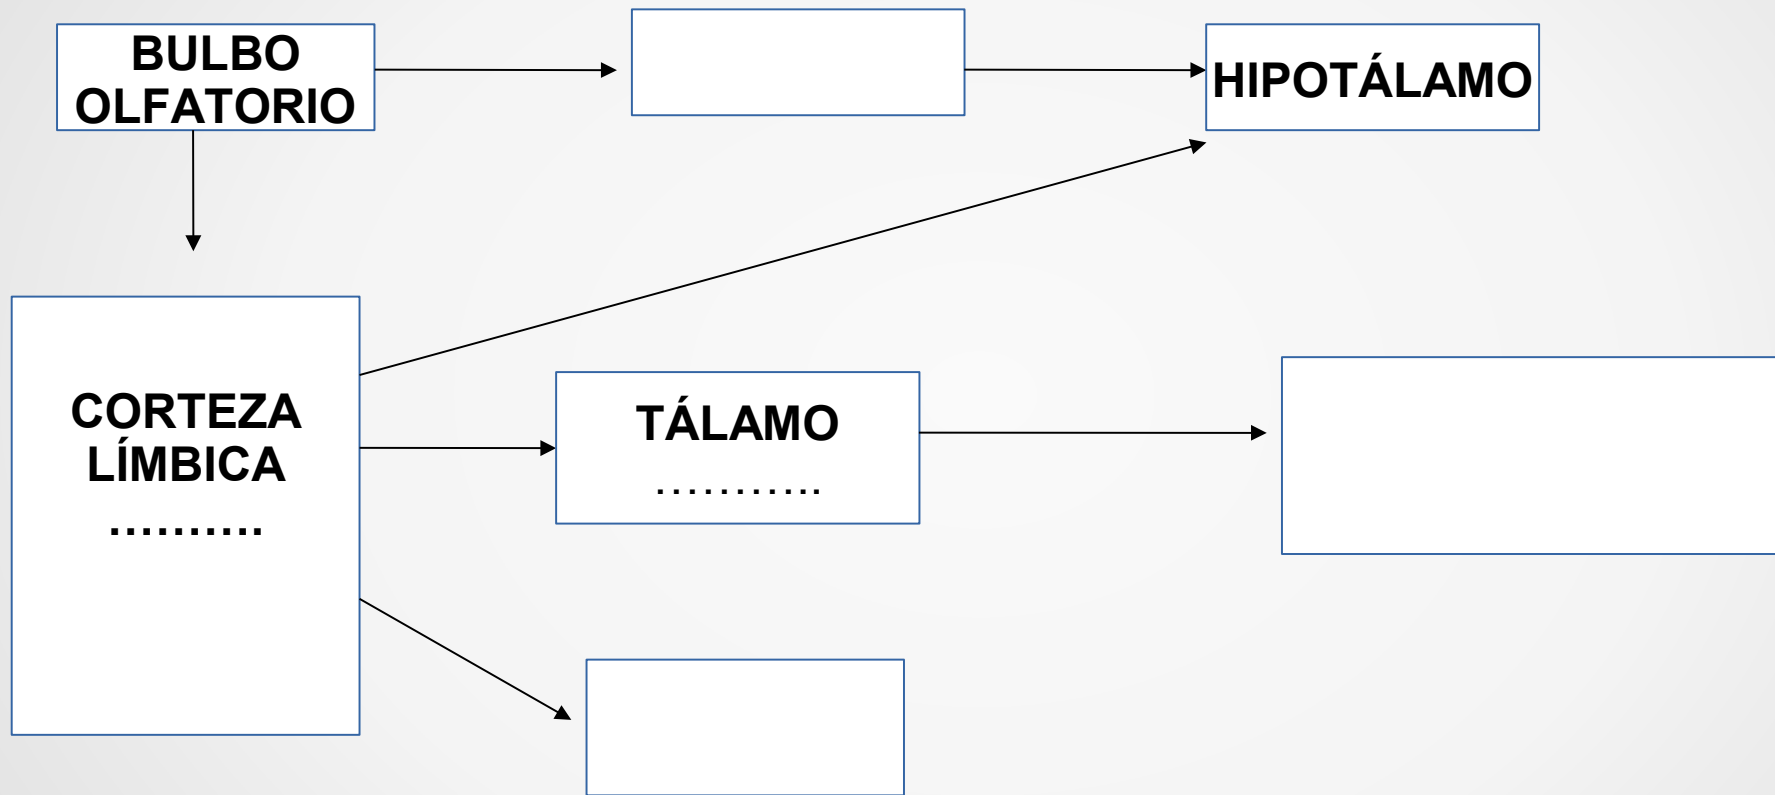 BULBO
OLFATORIO
HIPOTÁLAMO
CORTEZA
LÍMBICA
..........
TÁLAMO
...........